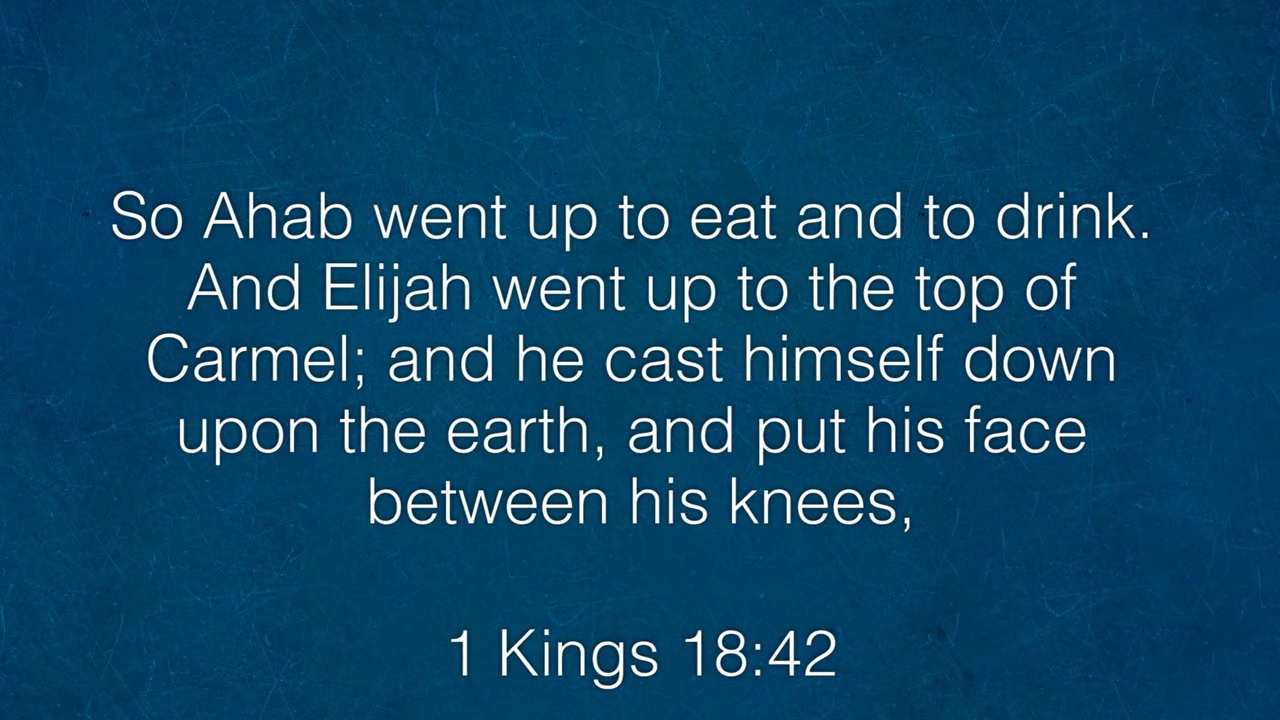 So Ahab went up to eat and to drink.
And Elijah went up to the top of
Carmel; and he cast himself down
upon the earth, and put his face
between his knees,
1 Kings 18:42